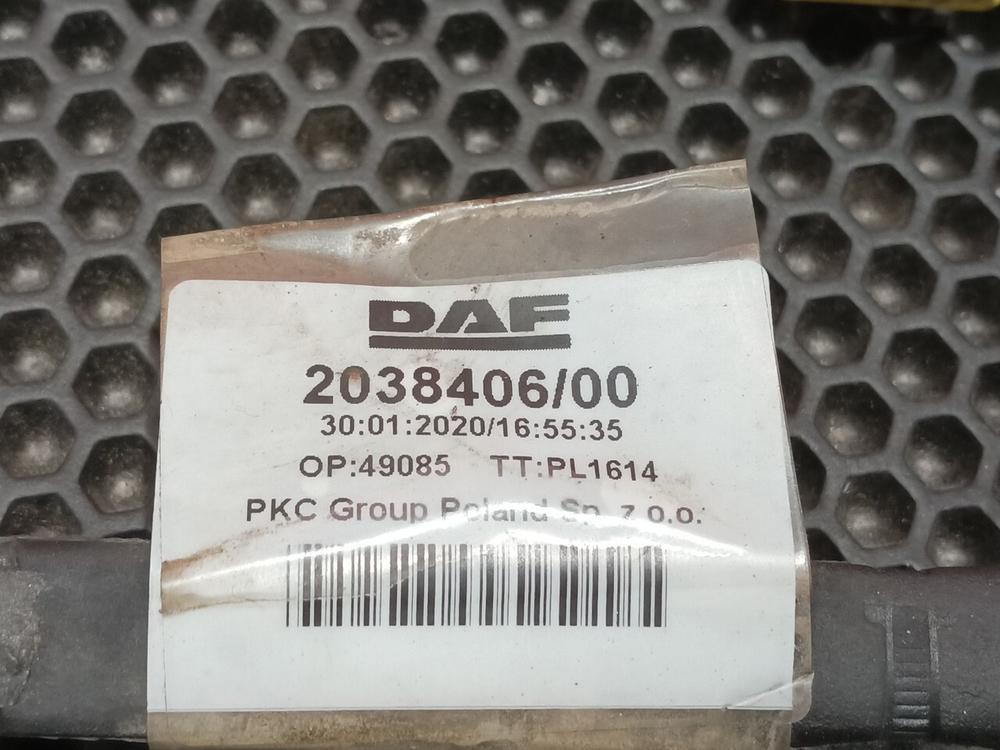 DAF
2038406/00
30:01:2020/16:55:35
OP:49085 TT:PL1614
PKC Group Poland Sp. z o.o.